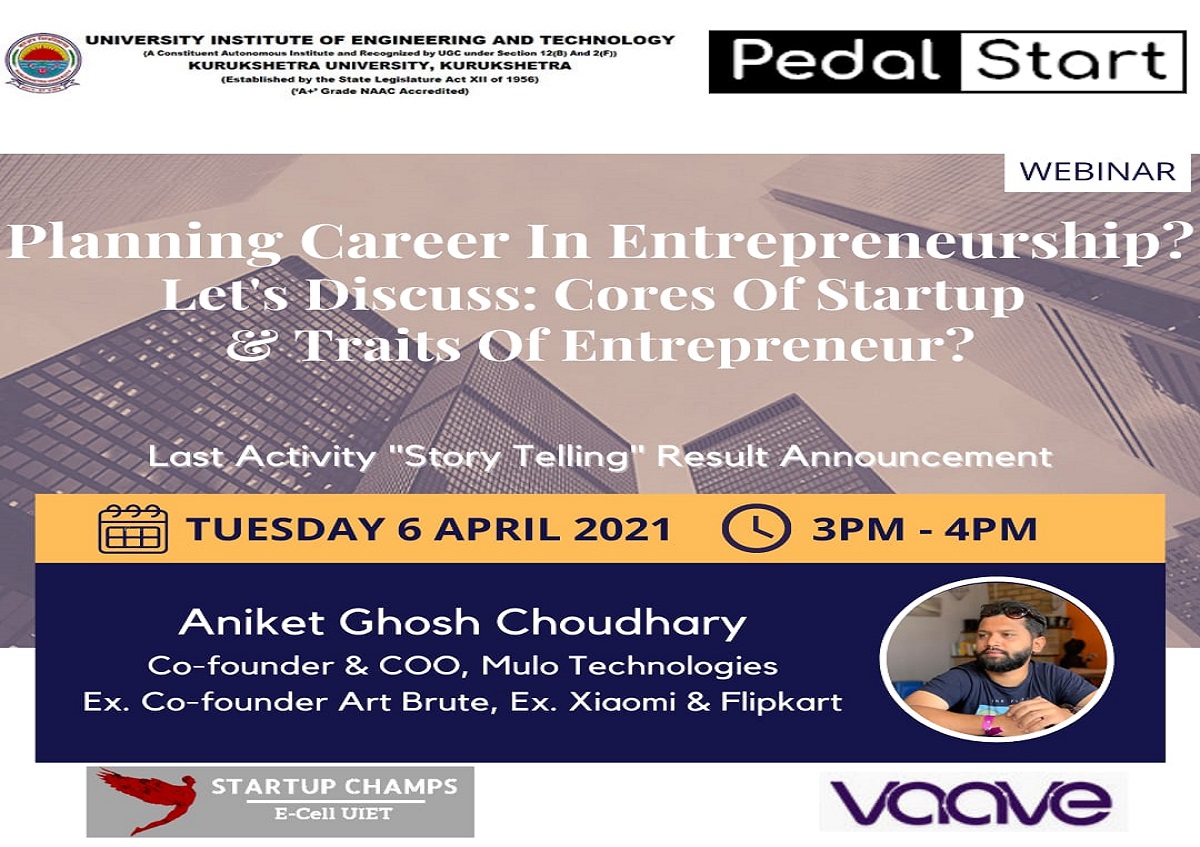 UNIVERSITY INSTITUTE OF ENGINEERING AND TECHNOLOGY
(A Constituent Autonomous Institute and Recognized by UGC under Section 12(B) And 2(F))
KURUKSHETRA UNIVERSITY, KURUKSHETRA
(Established by the State Legislature Act XII of 1956)
('A+' Grade NAAC Accredited)
Pedal Start
WEBINAR
Planning Career In Entrepreneurship?
Let's Discuss: Cores Of Startup
& Traits Of Entrepreneur?
Last Activity "Story Telling" Result Announcement
TUESDAY 6 APRIL 2021
3PM - 4PM
Aniket Ghosh Choudhary
Co-founder & COO, Mulo Technologies
Ex. Co-founder Art Brute, Ex. Xiaomi & Flipkart
STARTUP CHAMPS
E-Cell UIET
vaave